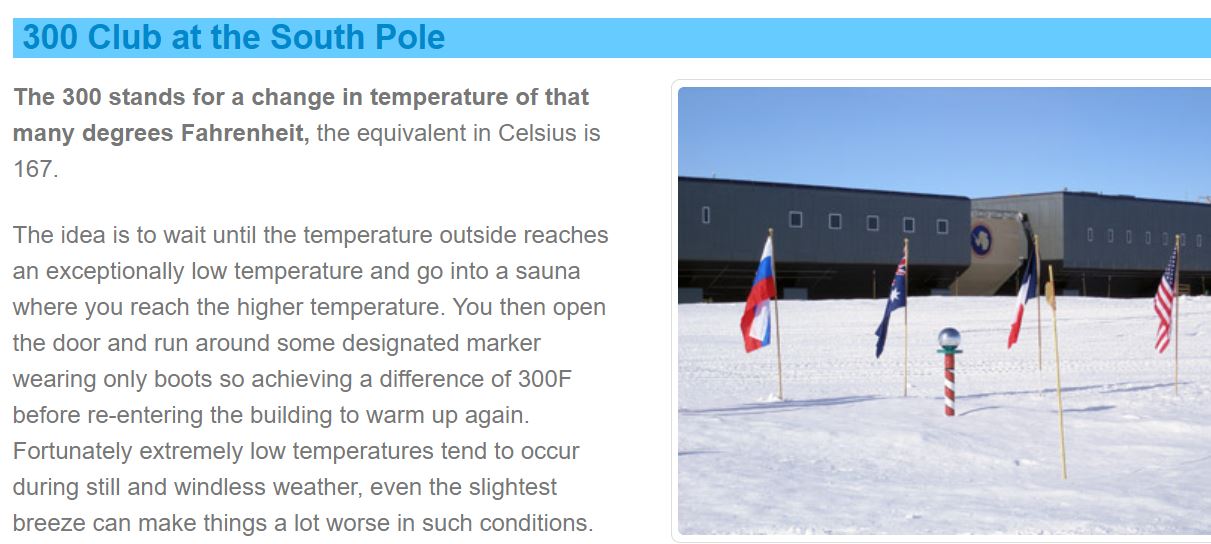 300 Club at the South Pole
The 300 stands for a change in temperature of that
many degrees Fahrenheit, the equivalent in Celsius is
167.
The idea is to wait until the temperature outside reaches
an exceptionally low temperature and go into a sauna
where you reach the higher temperature. You then open
the door and run around some designated marker
wearing only boots so achieving a difference of 300F
before re-entering the building to warm up again.
Fortunately extremely low temperatures tend to occur
during still and windless weather, even the slightest
breeze can make things a lot worse in such conditions.